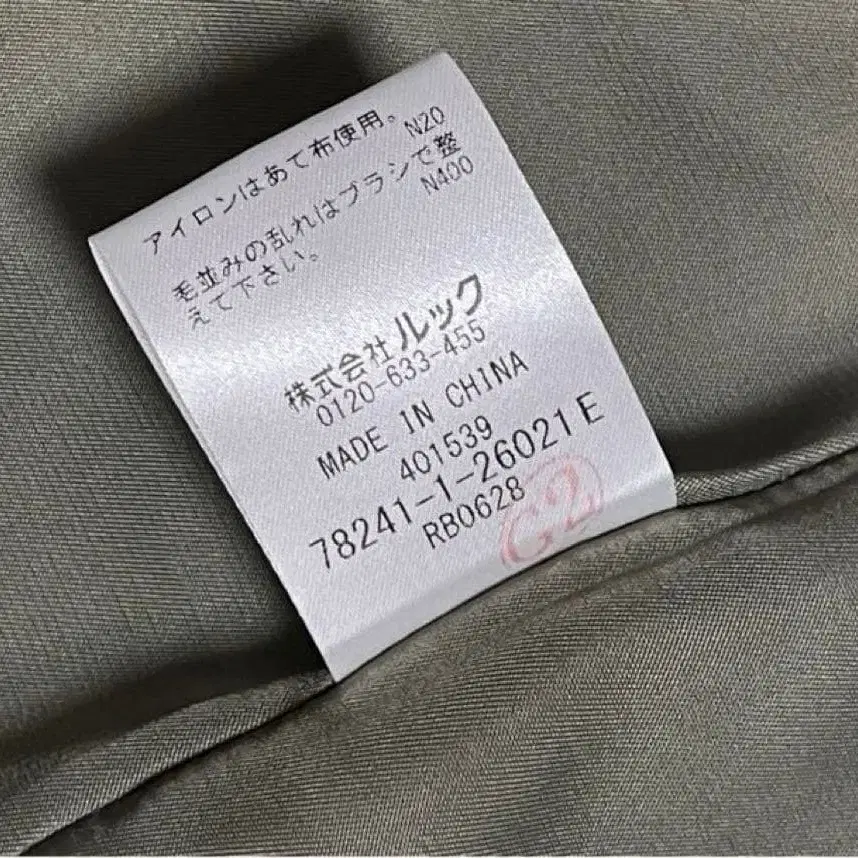 アイロンはあて布使用。
N20
毛並みの乱れはブラシで整
えて下さい。
N400
株式会社 ルック
0120-633-455
MADE IN CHINA
401539
78241-1-26021 E
RB0628
C2